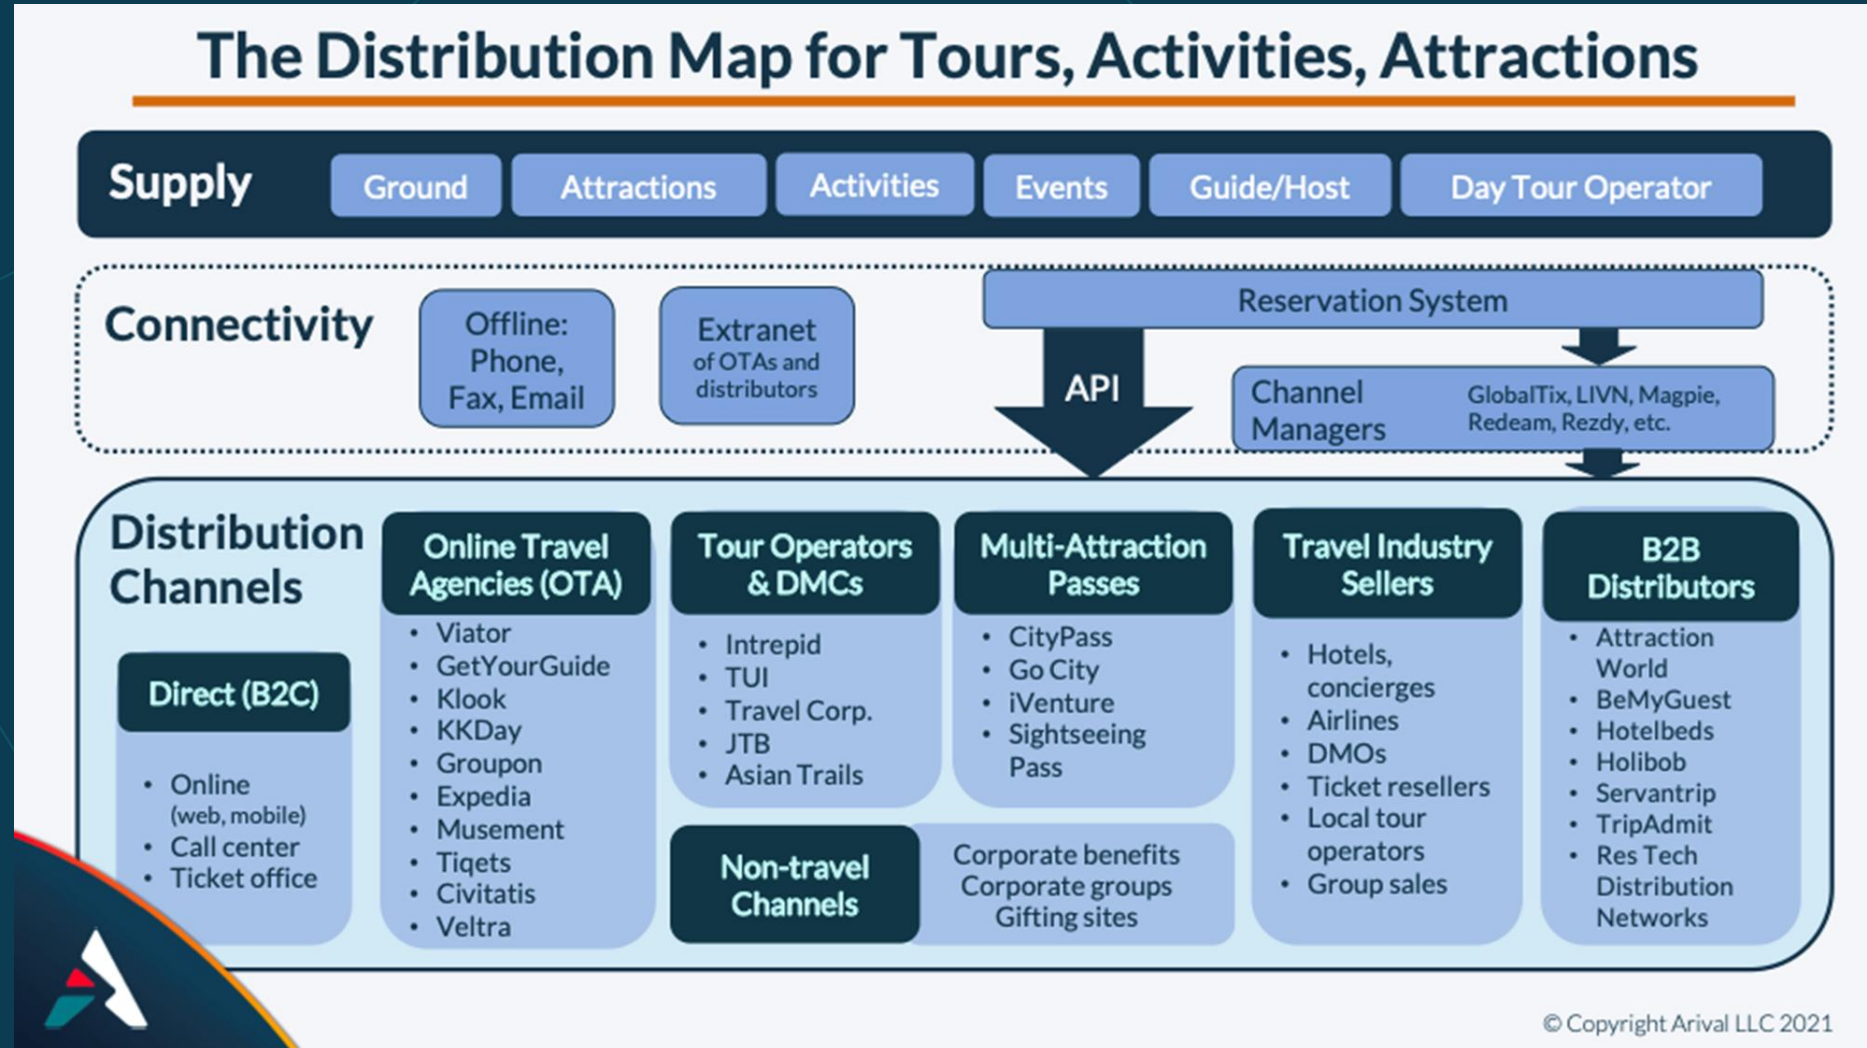 The Distribution Map for Tours, Activities, Attractions
Supply
Ground
Attractions
Activities
Events
Guide/Host
Day Tour Operator
Connectivity
Offline:
Phone,
Fax, Email
Extranet
of OTAs and
distributors
Reservation System
API
Channel
Managers
GlobalTix, LIVN, Magpie,
Redeam, Rezdy, etc.
Distribution
Channels
Direct (B2C)
• Online
(web, mobile)
• Call center
• Ticket office
Online Travel
Agencies (OTA)
• Viator
• GetYourGuide
• Klook
• KKDay
• Groupon
• Expedia
• Musement
• Tiqets
• Civitatis
• Veltra
Tour Operators
& DMCs
• Intrepid
• TUI
• Travel Corp.
• JTB
• Asian Trails
Multi-Attraction
Passes
• CityPass
• Go City
• iVenture
• Sightseeing
Pass
Non-travel
Channels
Corporate benefits
Corporate groups
Gifting sites
Travel Industry
Sellers
• Hotels,
concierges
• Airlines
• DMOs
• Ticket resellers
• Local tour
operators
• Group sales
B2B
Distributors
• Attraction
World
• BeMyGuest
• Hotelbeds
• Holibob
• Servantrip
• TripAdmit
• Res Tech
Distribution
Networks
© Copyright Arival LLC 2021